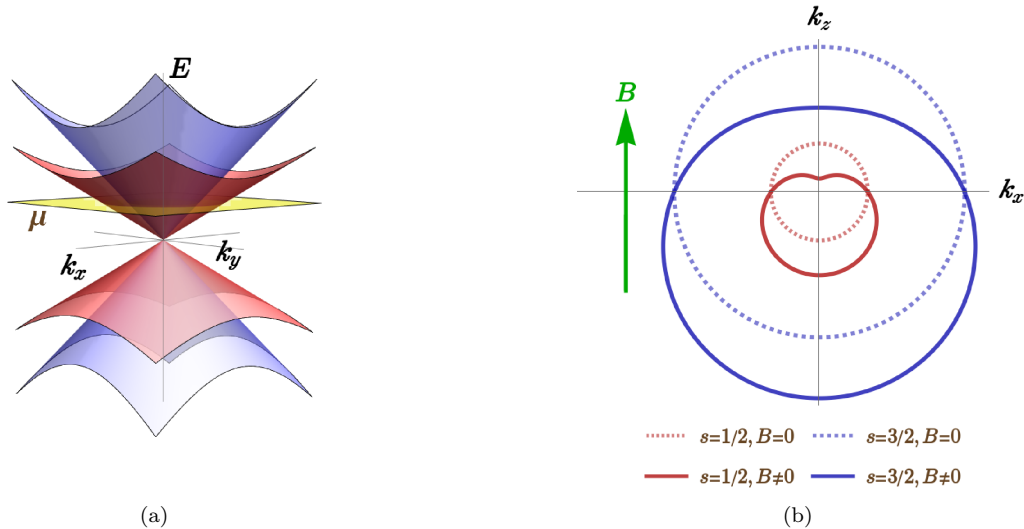 E
μ
k_x
k_y
(a)
k_z
B
k_x
s=1/2, B=0
s=3/2, B=0
s=1/2, B≠0
s=3/2, B≠0
(b)